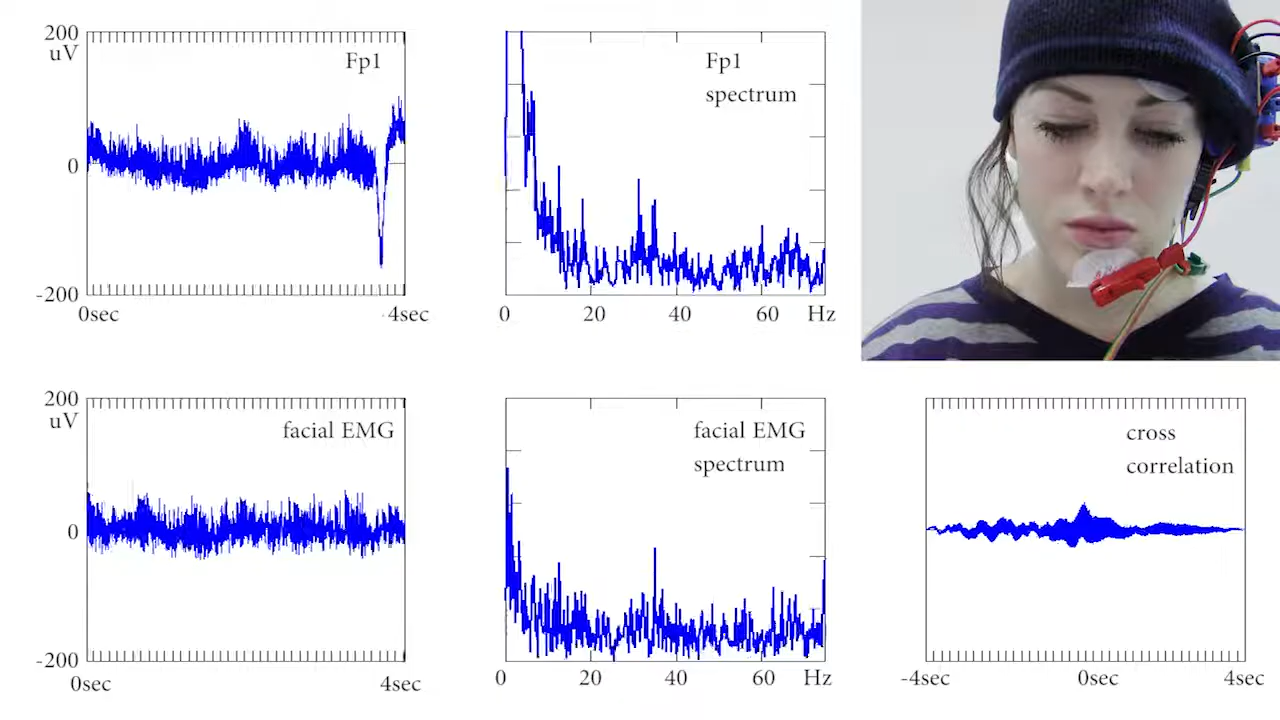 200
uV
Fp1
0
-200
0sec
4sec
Fp1
spectrum
0
20
40
60
Hz
200
uV
facial EMG
0
-200
0sec
4sec
facial EMG
spectrum
0
20
40
60
Hz
cross
correlation
-4sec
0sec
4sec